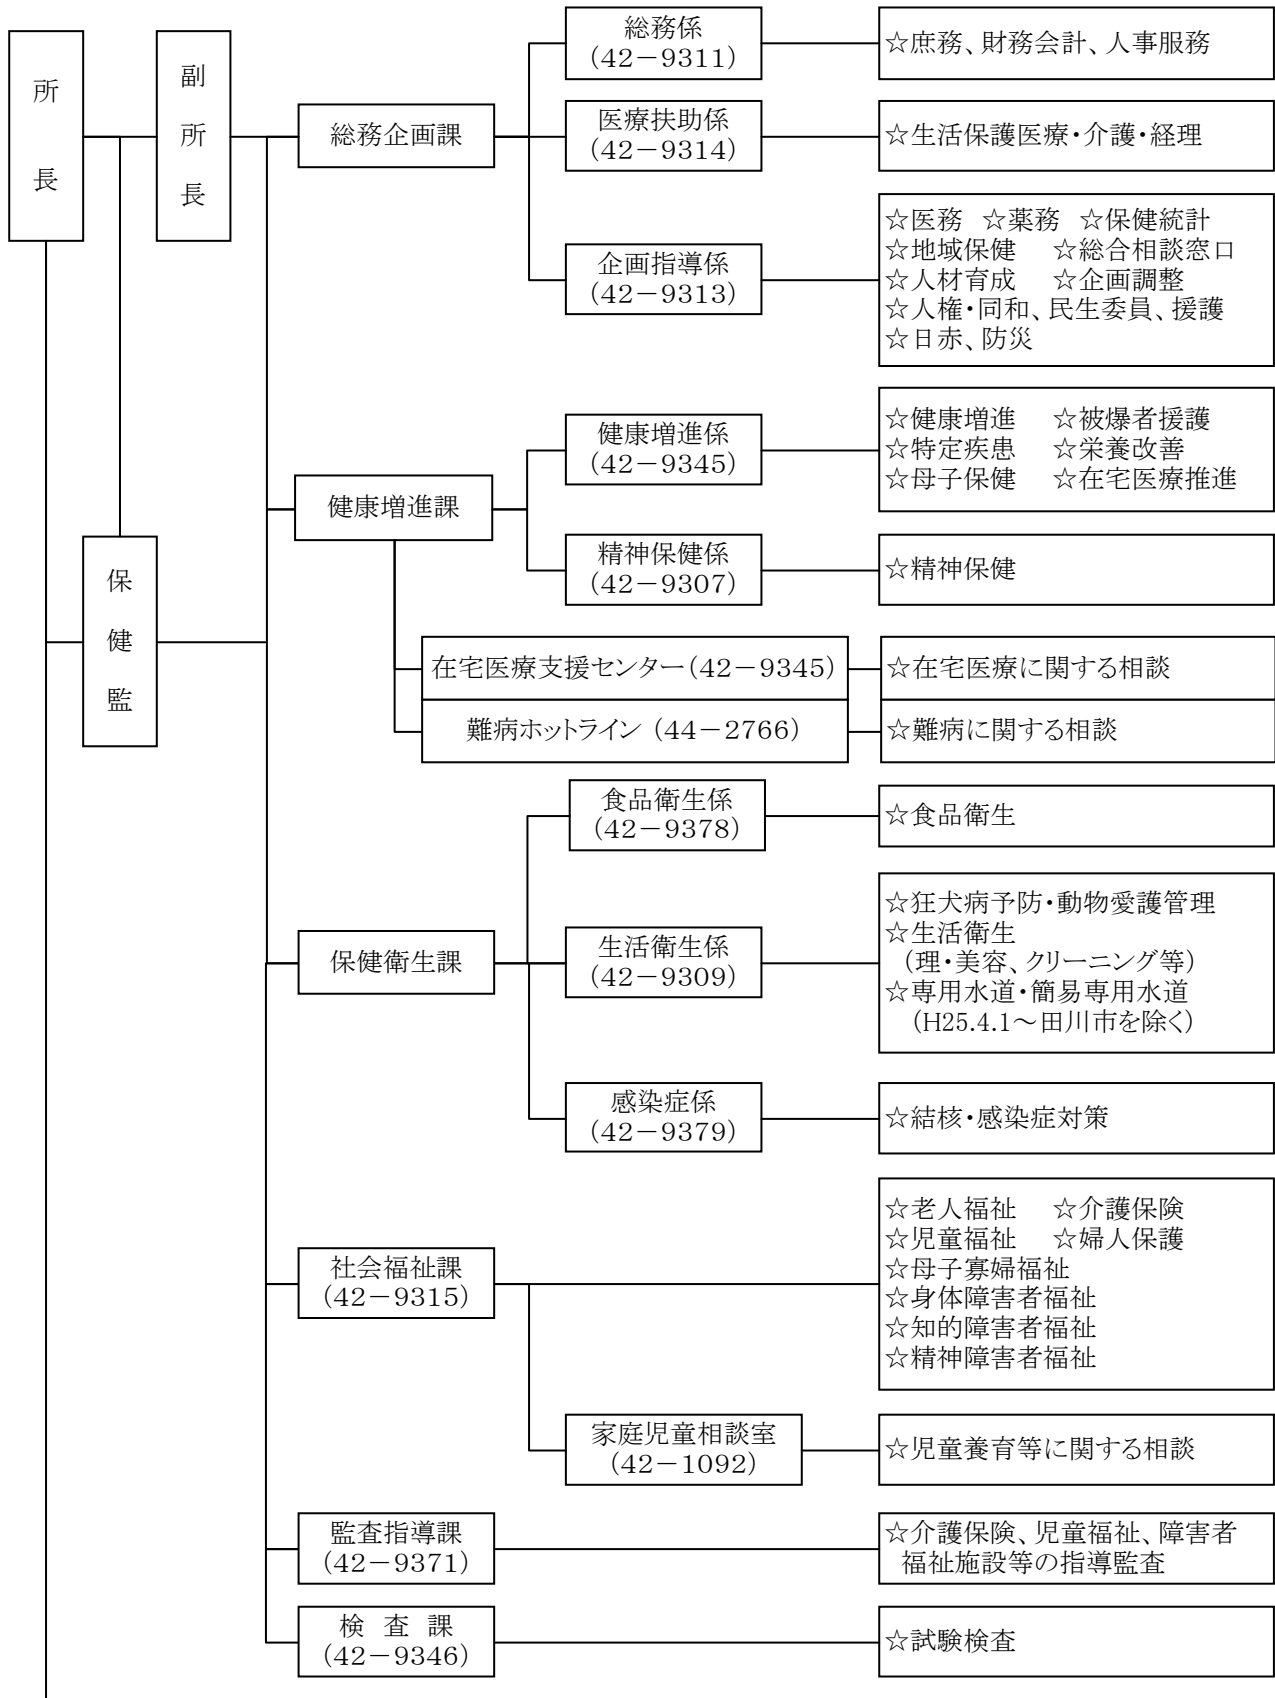 所長
副所長
保健監
総務企画課
総務係
(42－9311)
☆庶務、財務会計、人事服務
医療扶助係
(42－9314)
☆生活保護医療・介護・経理
企画指導係
(42－9313)
☆医務 ☆薬務 ☆保健統計
☆地域保健 ☆総合相談窓口
☆人材育成 ☆企画調整
☆人権・同和、民生委員、援護
☆日赤、防災
健康増進課
健康増進係
(42－9345)
☆健康増進 ☆被爆者援護
☆特定疾患 ☆栄養改善
☆母子保健 ☆在宅医療推進
精神保健係
(42－9307)
☆精神保健
在宅医療支援センター(42－9345)
☆在宅医療に関する相談
難病ホットライン (44－2766)
☆難病に関する相談
保健衛生課
食品衛生係
(42－9378)
☆食品衛生
生活衛生係
(42－9309)
☆狂犬病予防・動物愛護管理
☆生活衛生
(理・美容、クリーニング等)
☆専用水道・簡易専用水道
(H25.4.1～田川市を除く)
感染症係
(42－9379)
☆結核・感染症対策
社会福祉課
(42－9315)
☆老人福祉 ☆介護保険
☆児童福祉 ☆婦人保護
☆母子寡婦福祉
☆身体障害者福祉
☆知的障害者福祉
☆精神障害者福祉
家庭児童相談室
(42－1092)
☆児童養育等に関する相談
監査指導課
(42－9371)
☆介護保険、児童福祉、障害者
福祉施設等の指導監査
検 査 課
(42－9346)
☆試験検査